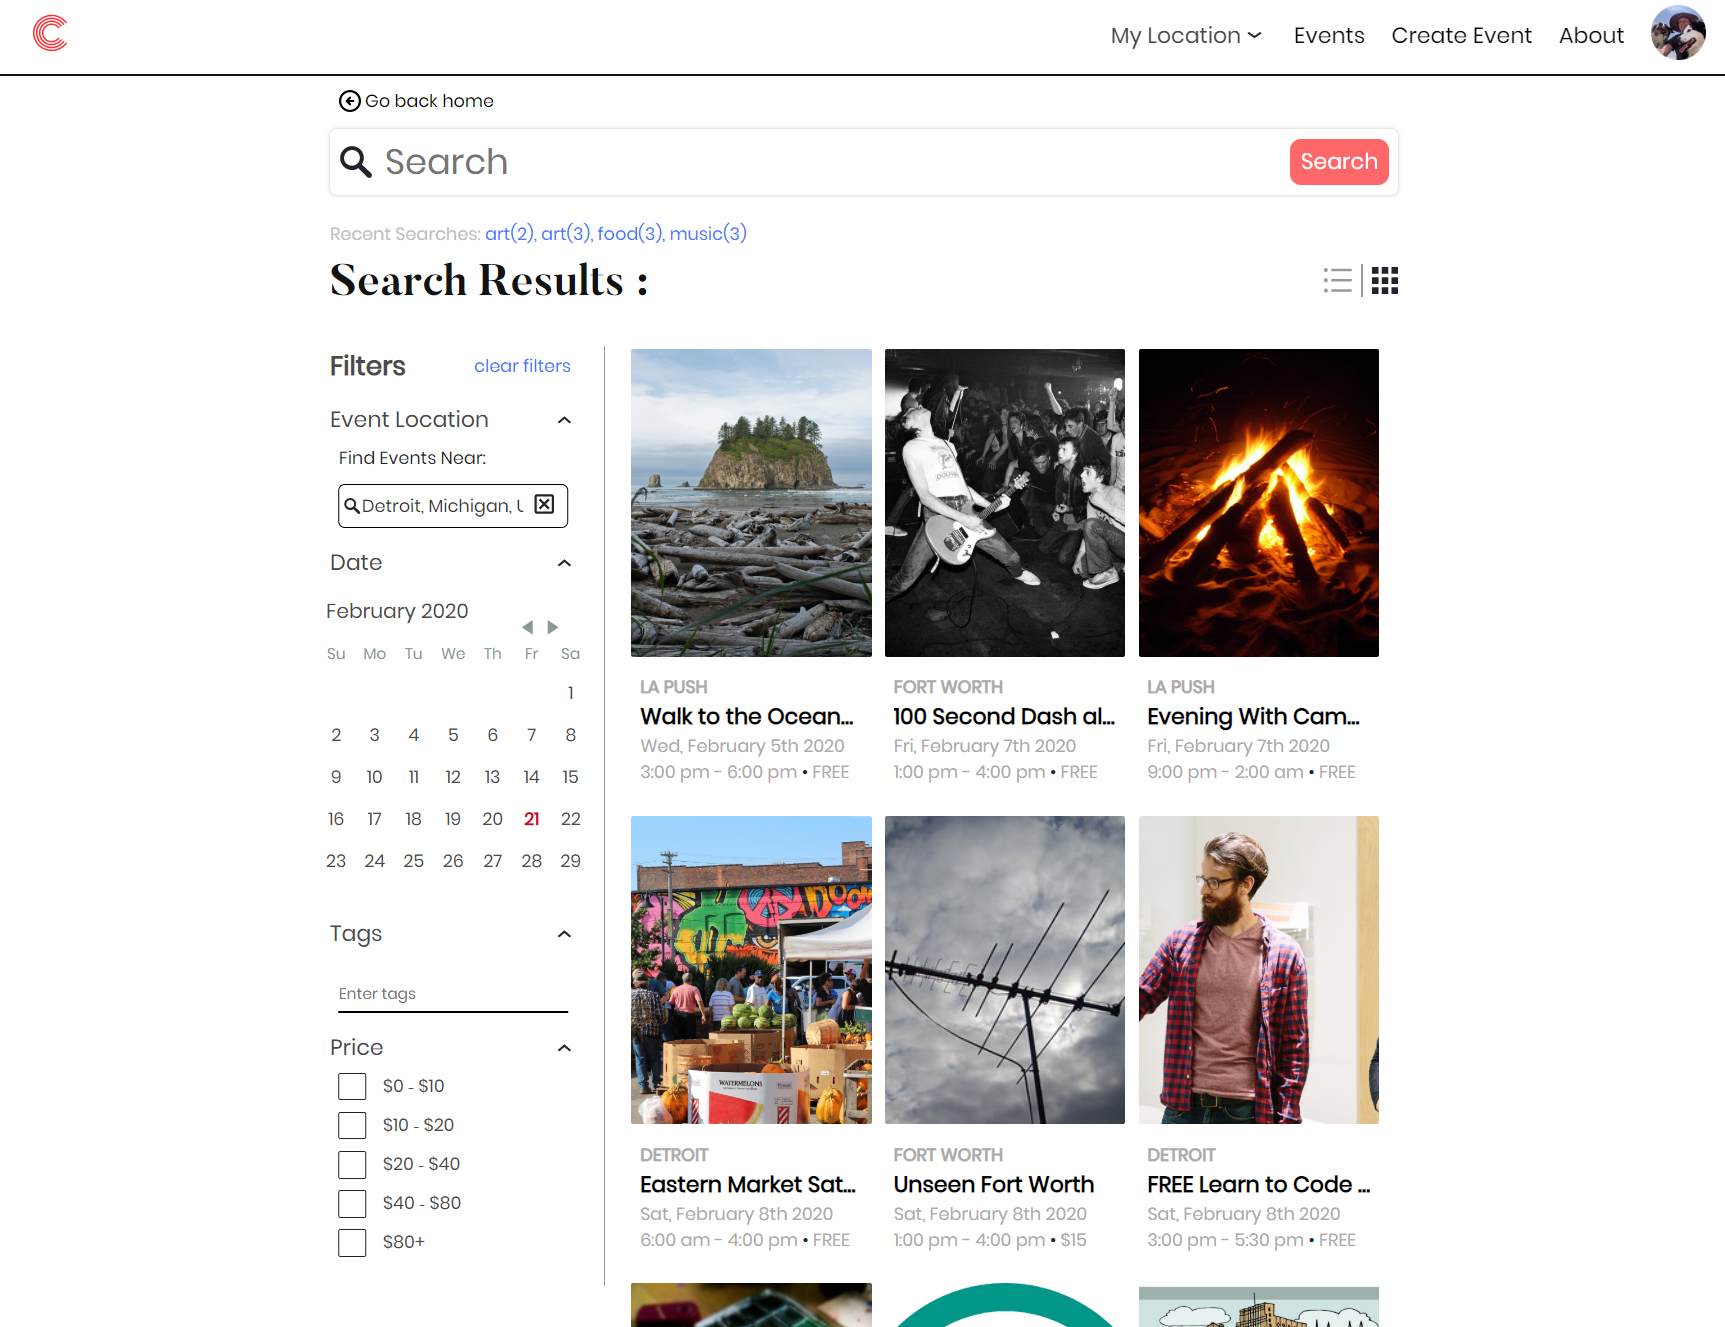 My Location Events Create Event About
Go back home
Search Search
Recent Searches: art(2), art(3), food(3), music(3)
Search Results :
Filters clear filters
Event Location
Find Events Near:
Detroit, Michigan, U
Date
February 2020
Su Mo Tu We Th Fr Sa
1
2 3 4 5 6 7 8
9 10 11 12 13 14 15
16 17 18 19 20 21 22
23 24 25 26 27 28 29
Tags
Enter tags
Price
$0 - $10
$10 - $20
$20 - $40
$40 - $80
$80+
LA PUSH
Walk to the Ocean...
Wed, February 5th 2020
3:00 pm - 6:00 pm • FREE
FORT WORTH
100 Second Dash al...
Fri, February 7th 2020
1:00 pm - 4:00 pm • FREE
LA PUSH
Evening With Cam...
Fri, February 7th 2020
9:00 pm - 2:00 am • FREE
WATERMELONS
DETROIT
Eastern Market Sat...
Sat, February 8th 2020
6:00 am - 4:00 pm • FREE
FORT WORTH
Unseen Fort Worth
Sat, February 8th 2020
1:00 pm - 4:00 pm • $15
DETROIT
FREE Learn to Code ...
Sat, February 8th 2020
3:00 pm - 5:30 pm • FREE